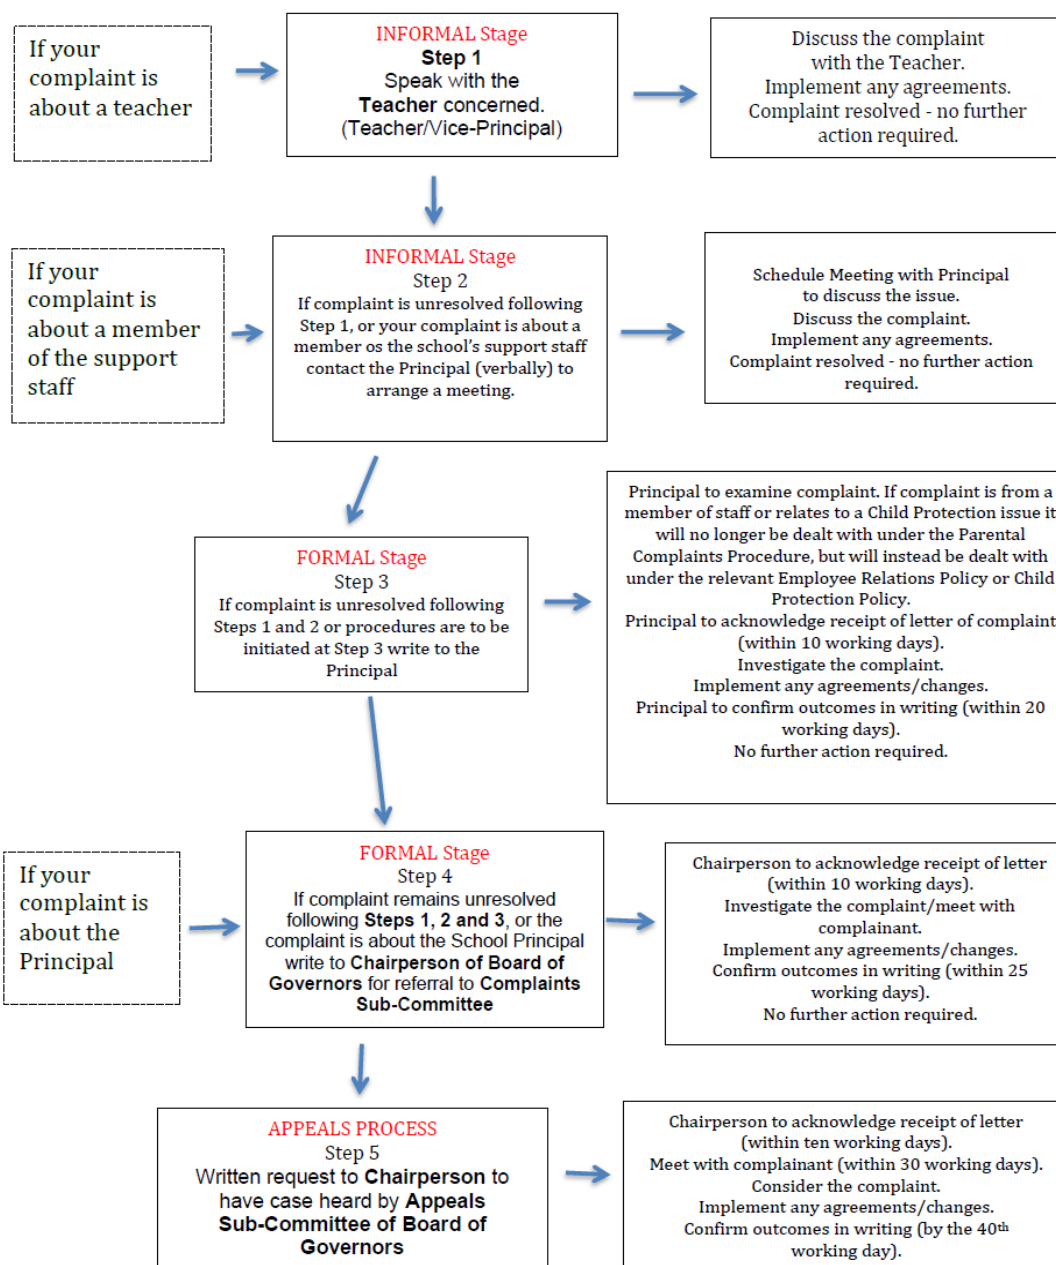 If your
complaint is
about a teacher
INFORMAL Stage
Step 1
Speak with the
Teacher concerned.
(Teacher/Vice-Principal)
Discuss the complaint
with the Teacher.
Implement any agreements.
Complaint resolved - no further
action required.
If your
complaint is
about a member
of the support
staff
INFORMAL Stage
Step 2
If complaint is unresolved following
Step 1, or your complaint is about a
member os the school's support staff
contact the Principal (verbally) to
arrange a meeting.
Schedule Meeting with Principal
to discuss the issue.
Discuss the complaint.
Implement any agreements.
Complaint resolved - no further action
required.
FORMAL Stage
Step 3
If complaint is unresolved following
Steps 1 and 2 or procedures are to be
initiated at Step 3 write to the
Principal
Principal to examine complaint. If complaint is from a
member of staff or relates to a Child Protection issue it
will no longer be dealt with under the Parental
Complaints Procedure, but will instead be dealt with
under the relevant Employee Relations Policy or Child
Protection Policy.
Principal to acknowledge receipt of letter of complaint
(within 10 working days).
Investigate the complaint.
Implement any agreements/changes.
Principal to confirm outcomes in writing (within 20
working days).
No further action required.
If your
complaint is
about the
Principal
FORMAL Stage
Step 4
If complaint remains unresolved
following Steps 1, 2 and 3, or the
complaint is about the School Principal
write to Chairperson of Board of
Governors for referral to Complaints
Sub-Committee
Chairperson to acknowledge receipt of letter
(within 10 working days).
Investigate the complaint/meet with
complainant.
Implement any agreements/changes.
Confirm outcomes in writing (within 25
working days).
No further action required.
APPEALS PROCESS
Step 5
Written request to Chairperson to
have case heard by Appeals
Sub-Committee of Board of
Governors
Chairperson to acknowledge receipt of letter
(within ten working days).
Meet with complainant (within 30 working days).
Consider the complaint.
Implement any agreements/changes.
Confirm outcomes in writing (by the 40th
working day).